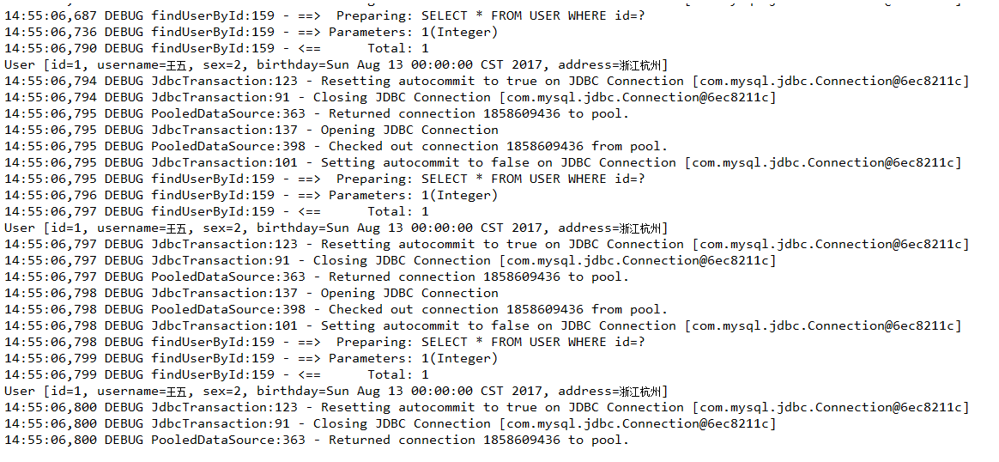 14:55:06,687 DEBUG findUserById:159 - ==>  Preparing: SELECT * FROM USER WHERE id=?
14:55:06,736 DEBUG findUserById:159 - ==> Parameters: 1(Integer)
14:55:06,790 DEBUG findUserById:159 - <==      Total: 1
User [id=1, username=王五, sex=2, birthday=Sun Aug 13 00:00:00 CST 2017, address=浙江杭州]
14:55:06,794 DEBUG JdbcTransaction:123 - Resetting autocommit to true on JDBC Connection [com.mysql.jdbc.Connection@6ec8211c]
14:55:06,794 DEBUG JdbcTransaction:91 - Closing JDBC Connection [com.mysql.jdbc.Connection@6ec8211c]
14:55:06,795 DEBUG PooledDataSource:363 - Returned connection 1858609436 to pool.
14:55:06,795 DEBUG JdbcTransaction:137 - Opening JDBC Connection
14:55:06,795 DEBUG PooledDataSource:398 - Checked out connection 1858609436 from pool.
14:55:06,795 DEBUG JdbcTransaction:101 - Setting autocommit to false on JDBC Connection [com.mysql.jdbc.Connection@6ec8211c]
14:55:06,795 DEBUG findUserById:159 - ==>  Preparing: SELECT * FROM USER WHERE id=?
14:55:06,796 DEBUG findUserById:159 - ==> Parameters: 1(Integer)
14:55:06,797 DEBUG findUserById:159 - <==      Total: 1
User [id=1, username=王五, sex=2, birthday=Sun Aug 13 00:00:00 CST 2017, address=浙江杭州]
14:55:06,797 DEBUG JdbcTransaction:123 - Resetting autocommit to true on JDBC Connection [com.mysql.jdbc.Connection@6ec8211c]
14:55:06,797 DEBUG JdbcTransaction:91 - Closing JDBC Connection [com.mysql.jdbc.Connection@6ec8211c]
14:55:06,797 DEBUG PooledDataSource:363 - Returned connection 1858609436 to pool.
14:55:06,798 DEBUG JdbcTransaction:137 - Opening JDBC Connection
14:55:06,798 DEBUG PooledDataSource:398 - Checked out connection 1858609436 from pool.
14:55:06,798 DEBUG JdbcTransaction:101 - Setting autocommit to false on JDBC Connection [com.mysql.jdbc.Connection@6ec8211c]
14:55:06,798 DEBUG findUserById:159 - ==>  Preparing: SELECT * FROM USER WHERE id=?
14:55:06,799 DEBUG findUserById:159 - ==> Parameters: 1(Integer)
14:55:06,799 DEBUG findUserById:159 - <==      Total: 1
User [id=1, username=王五, sex=2, birthday=Sun Aug 13 00:00:00 CST 2017, address=浙江杭州]
14:55:06,800 DEBUG JdbcTransaction:123 - Resetting autocommit to true on JDBC Connection [com.mysql.jdbc.Connection@6ec8211c]
14:55:06,800 DEBUG JdbcTransaction:91 - Closing JDBC Connection [com.mysql.jdbc.Connection@6ec8211c]
14:55:06,800 DEBUG PooledDataSource:363 - Returned connection 1858609436 to pool.